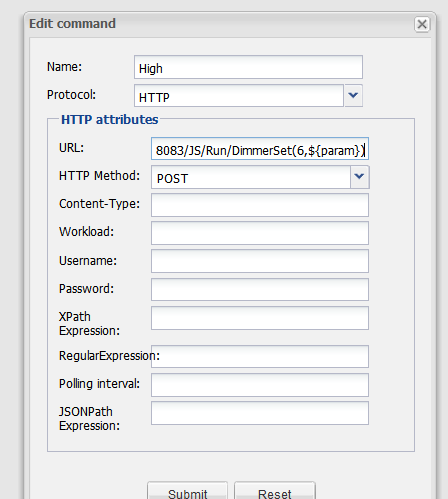 Edit command
Name: High
Protocol: HTTP
HTTP attributes
URL: 8083/JS/Run/DimmerSet(6,${param})
HTTP Method: POST
Content-Type:
Workload:
Username:
Password:
XPath
Expression:
RegularExpression:
Polling interval:
JSONPath
Expression:
Submit Reset